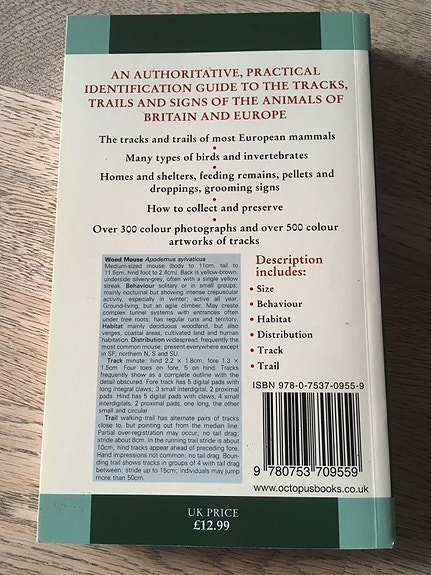 AN AUTHORITATIVE, PRACTICAL
IDENTIFICATION GUIDE TO THE TRACKS,
TRAILS AND SIGNS OF THE ANIMALS OF
BRITAIN AND EUROPE
The tracks and trails of most European mammals
•
Many types of birds and invertebrates
•
Homes and shelters, feeding remains, pellets and
droppings, grooming signs
•
How to collect and preserve
•
Over 300 colour photographs and over 500 colour
artworks of tracks
Wood Mouse Apodemus sylvaticus
Medium-sized mouse (body to 11cm, tail to
11.5cm, hind foot to 2.4cm). Back is yellow-brown,
underside silvery-grey, often with a single yellow
streak. Behaviour solitary or in small groups;
mainly nocturnal but showing intense crepuscular
activity, especially in winter; active all year.
Ground-living, but an agile climber. May create
complex tunnel systems with entrances often
under tree roots; has regular runs and territory.
Habitat mainly deciduous woodland, but also
verges, coastal areas, cultivated land and human
habitation. Distribution widespread, frequently the
most common mouse; present everywhere except
in SF, northern N, S and SU.
Track minute: hind 2.2 × 1.8cm; fore 1.3 ×
1.5cm. Four toes on fore, 5 on hind. Tracks
frequently show as a complete outline with the
detail obscured. Fore track has 5 digital pads with
long integral claws; 3 small interdigital, 2 proximal
pads. Hind has 5 digital pads with claws, 4 small
interdigitals, 2 proximal pads, one long, the other
small and circular.
Trail walking trail has alternate pairs of tracks
close to, but pointing out from the median line.
Partial over-registration may occur; no tail drag;
stride about 8cm. In the running trail stride is about
10cm; hind tracks appear ahead of preceding fore.
Hand impressions not common; no tail drag. Bound-
ing trail shows tracks in groups of 4 with tail drag
between; stride up to 15cm; individuals may jump
more than 50cm.
Description
includes:
• Size
• Behaviour
• Habitat
• Distribution
• Track
• Trail
ISBN 978-0-7537-0955-9
9 780753 709559
www.octopusbooks.co.uk
UK PRICE
£12.99